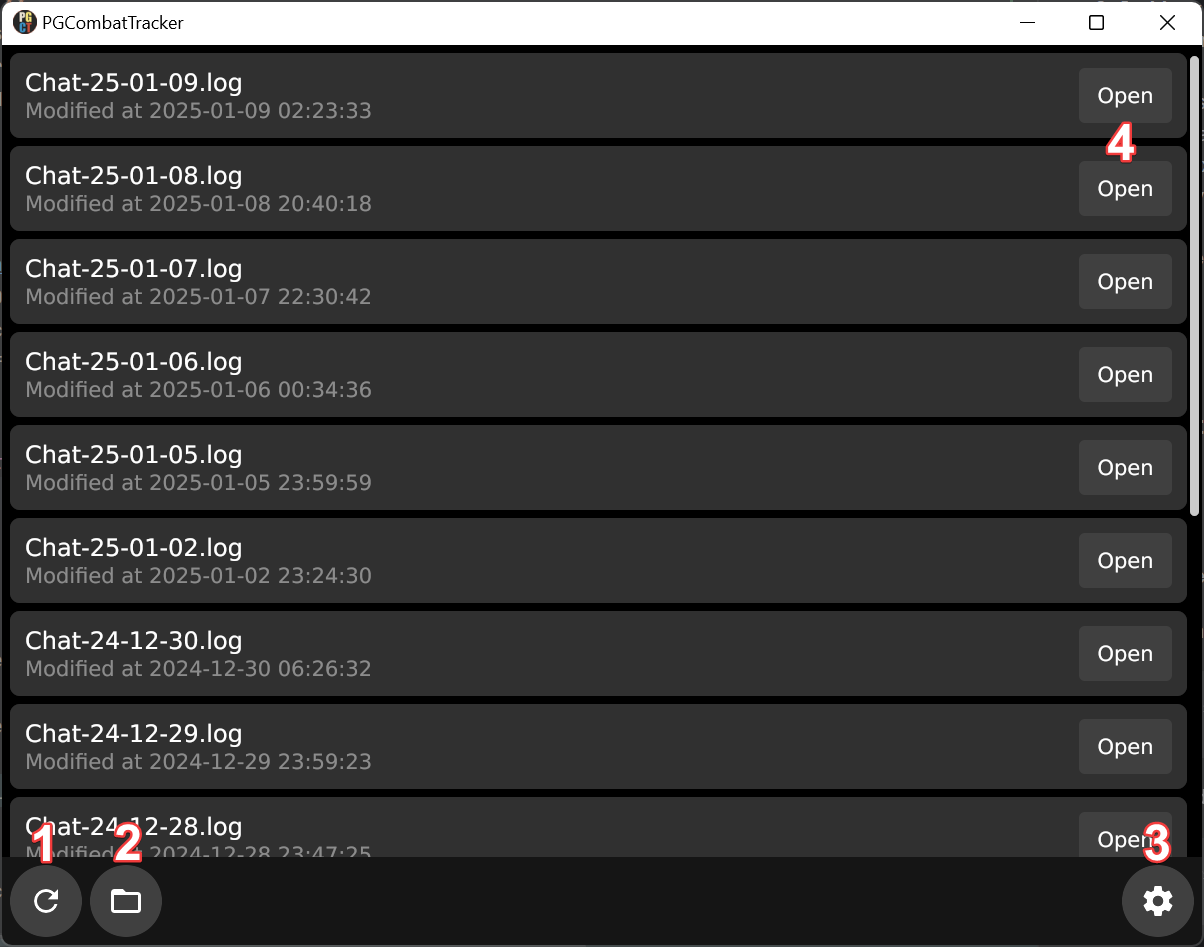 PG
CT
PGCombatTracker
Chat-25-01-09.log
Modified at 2025-01-09 02:23:33
Open
4
Chat-25-01-08.log
Modified at 2025-01-08 20:40:18
Open
Chat-25-01-07.log
Modified at 2025-01-07 22:30:42
Open
Chat-25-01-06.log
Modified at 2025-01-06 00:34:36
Open
Chat-25-01-05.log
Modified at 2025-01-05 23:59:59
Open
Chat-25-01-02.log
Modified at 2025-01-02 23:24:30
Open
Chat-24-12-30.log
Modified at 2024-12-30 06:26:32
Open
Chat-24-12-29.log
Modified at 2024-12-29 23:59:23
Open
Chat-24-12-28.log
Modified at 2024-12-28 23:47:25
Open
1
2
3